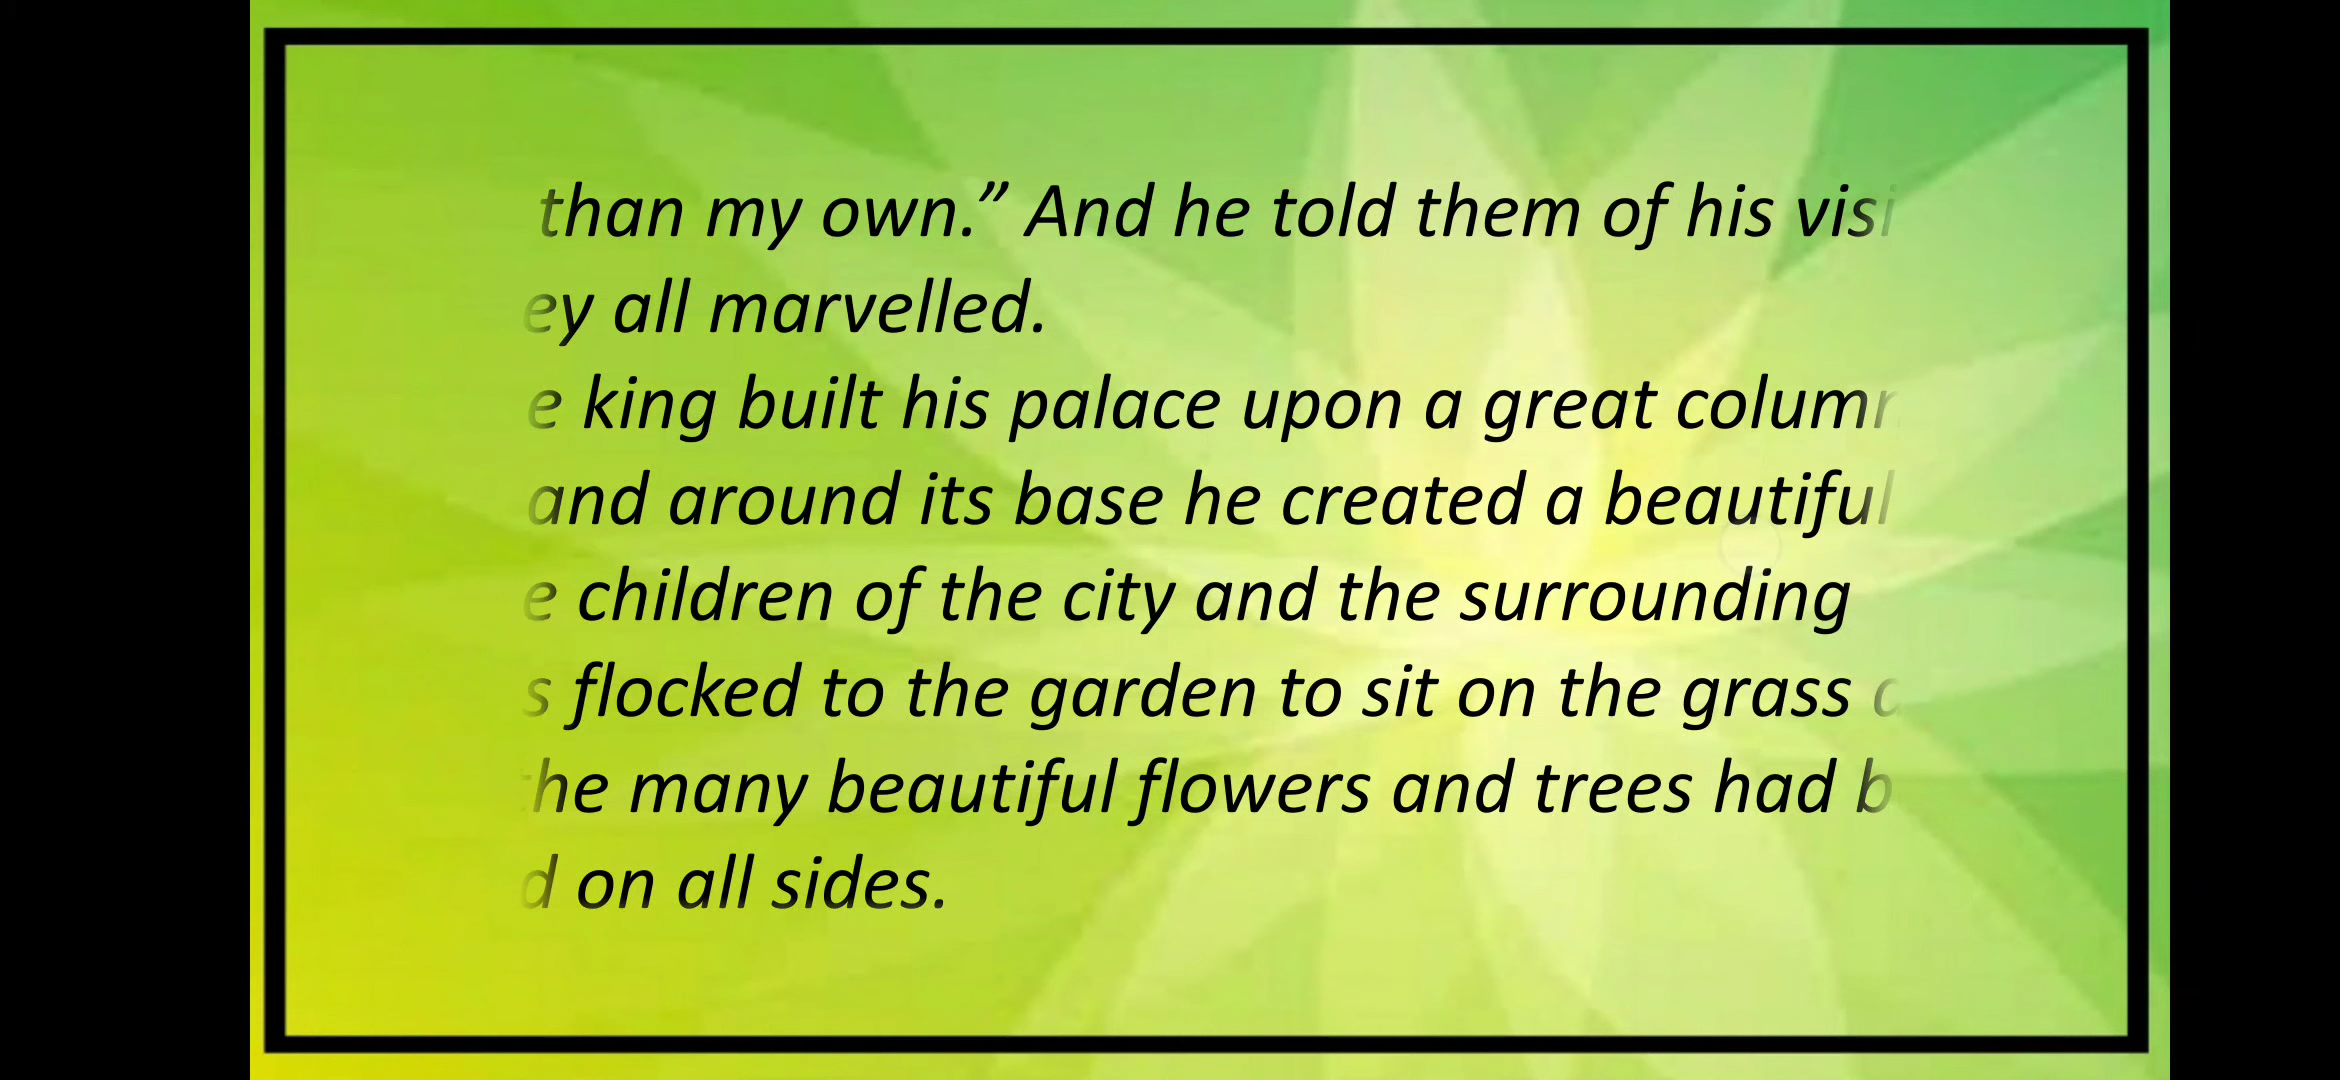 than my own.” And he told them of his visi
ey all marvelled.
e king built his palace upon a great colum
and around its base he created a beautiful
e children of the city and the surrounding
s flocked to the garden to sit on the grass
he many beautiful flowers and trees had b
d on all sides.